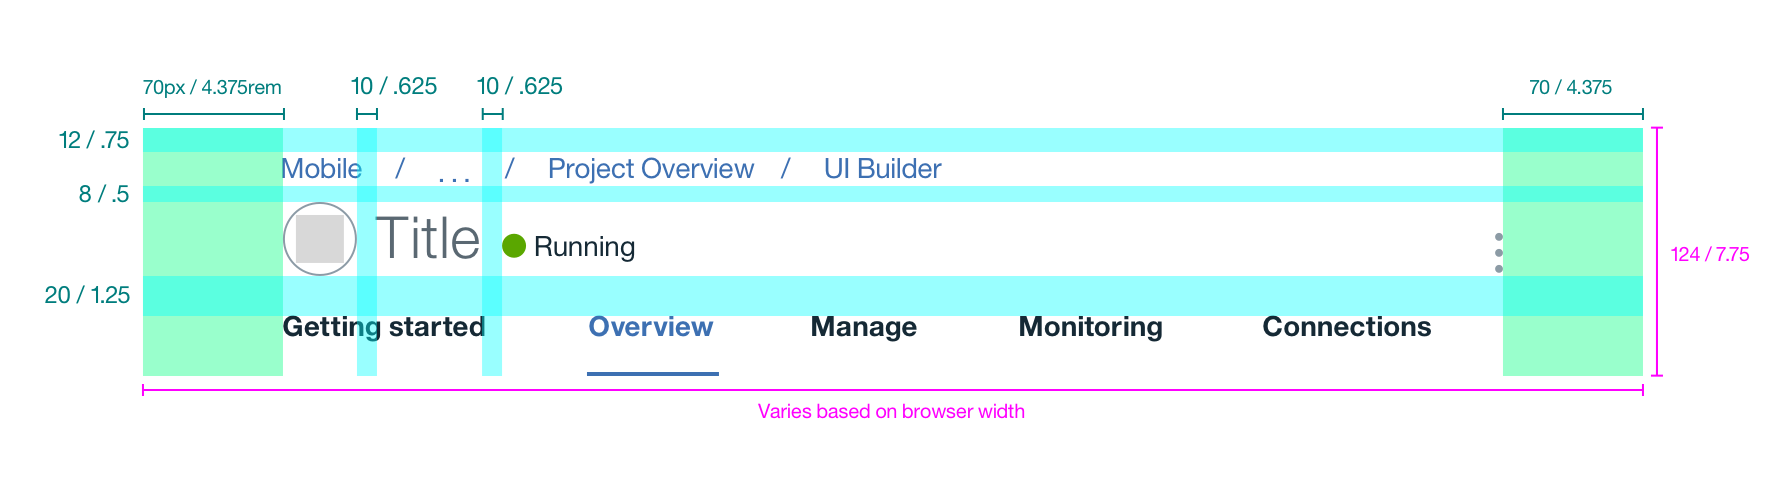 70px / 4.375rem 10 / .625 10 / .625 70 / 4.375
12 / .75
Mobile / ... / Project Overview / UI Builder
8 / .5
Title Running
124 / 7.75
20 / 1.25
Getting started Overview Manage Monitoring Connections
Varies based on browser width